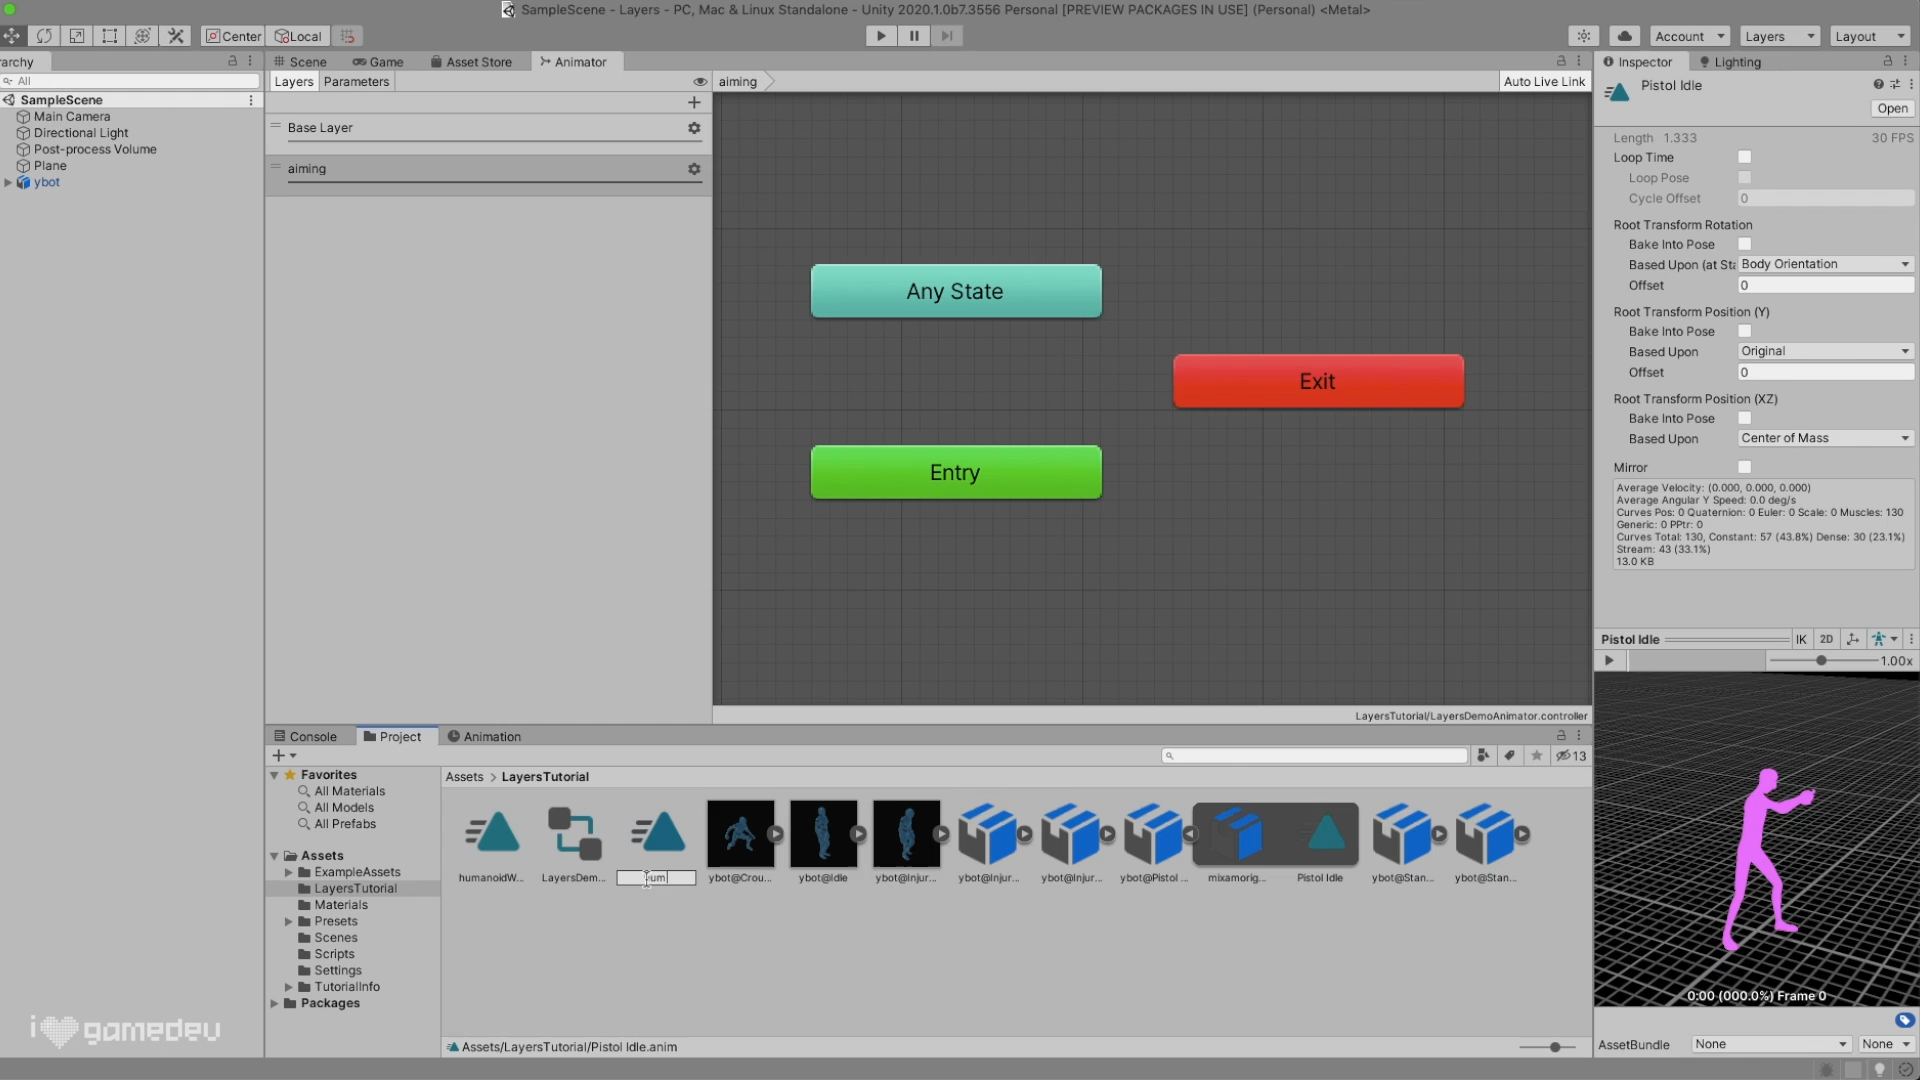 SampleScene - Layers - PC, Mac & Linux Standalone - Unity 2020.1.0b7.3556 Personal [PREVIEW PACKAGES IN USE] (Personal) <Metal>
Center Local Account Layers Layout
rarchy Scene Game Asset Store Animator Inspector Lighting
All
Layers Parameters aiming Auto Live Link
SampleScene
Main Camera
Directional Light
Post-process Volume
Plane
ybot
Base Layer
aiming
Any State
Exit
Entry
LayersTutorial/LayersDemoAnimator.controller
Pistol Idle
Open
Length 1.333 30 FPS
Loop Time
Loop Pose
Cycle Offset 0
Root Transform Rotation
Bake Into Pose
Based Upon (at Sta Body Orientation
Offset 0
Root Transform Position (Y)
Bake Into Pose
Based Upon Original
Offset 0
Root Transform Position (XZ)
Bake Into Pose
Based Upon Center of Mass
Mirror
Average Velocity: (0.000, 0.000, 0.000)
Average Angular Y Speed: 0.0 deg/s
Curves Pos: 0 Quaternion: 0 Euler: 0 Scale: 0 Muscles: 130
Generic: 0 PPtr: 0
Curves Total: 130, Constant: 57 (43.8%) Dense: 30 (23.1%)
Stream: 43 (33.1%)
13.0 KB
Pistol Idle IK 2D
1.00x
0:00 (000.0%) Frame 0
AssetBundle None None
Console Project Animation
13
Favorites
All Materials
All Models
All Prefabs
Assets
ExampleAssets
LayersTutorial
Materials
Presets
Scenes
Scripts
Settings
TutorialInfo
Packages
Assets > LayersTutorial
humanoidW... LayersDem... ybot@Crou... ybot@Idle ybot@Injur... ybot@Injur... ybot@Injur... ybot@Pistol ... mixamorig... Pistol Idle ybot@Stan... ybot@Stan...
Assets/LayersTutorial/Pistol Idle.anim
i gamedev